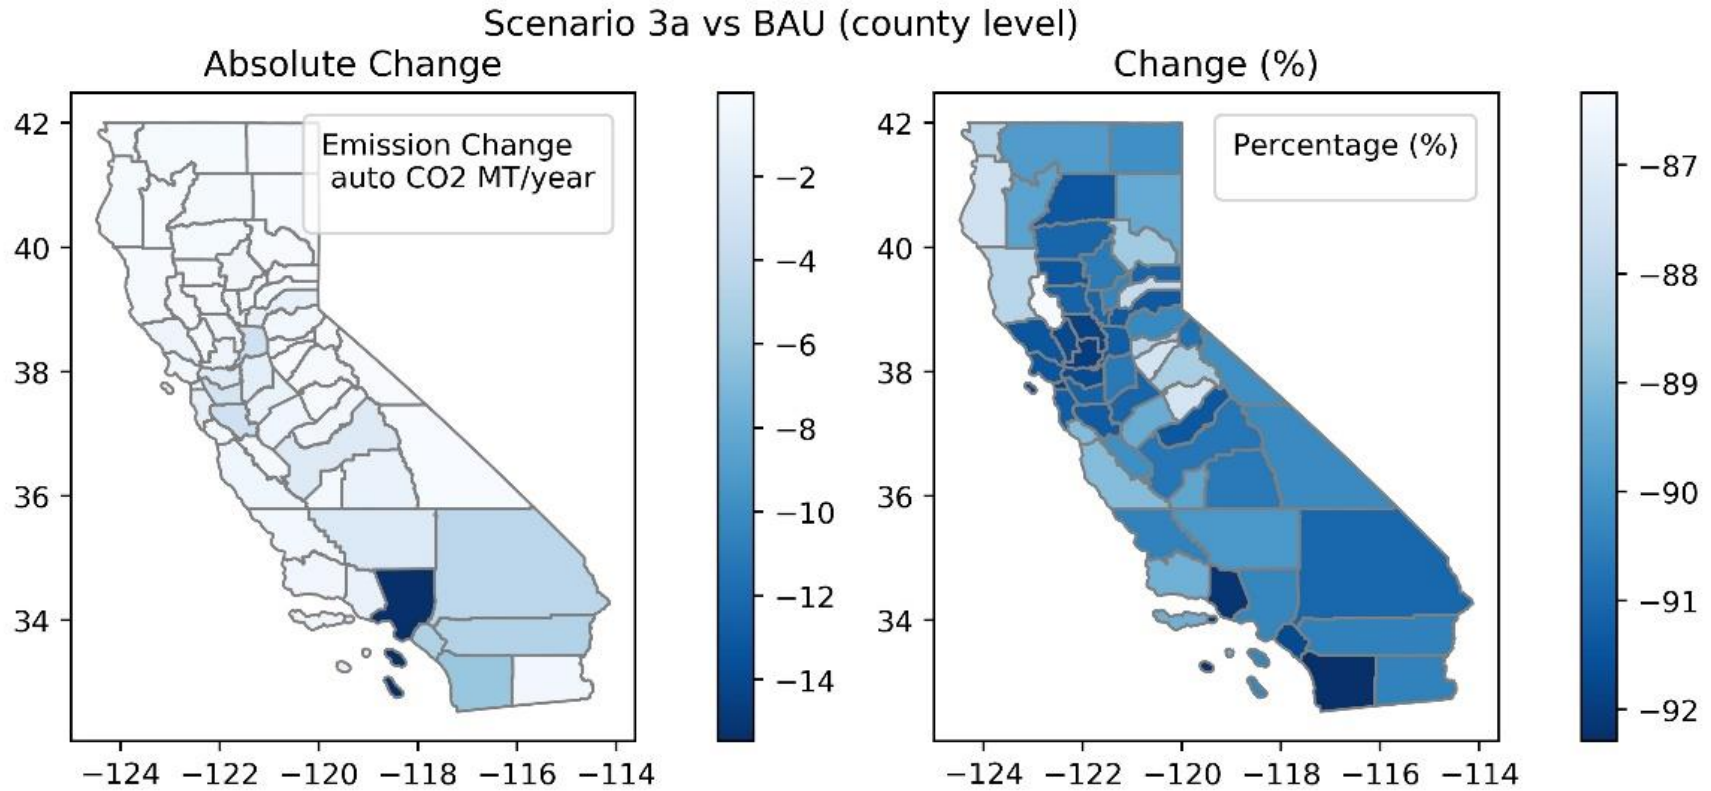 Scenario 3a vs BAU (county level)
Absolute Change
Emission Change
auto CO2 MT/year
42
40
38
36
34
−124 −122 −120 −118 −116 −114
−2
−4
−6
−8
−10
−12
−14
Change (%)
Percentage (%)
42
40
38
36
34
−124 −122 −120 −118 −116 −114
−87
−88
−89
−90
−91
−92